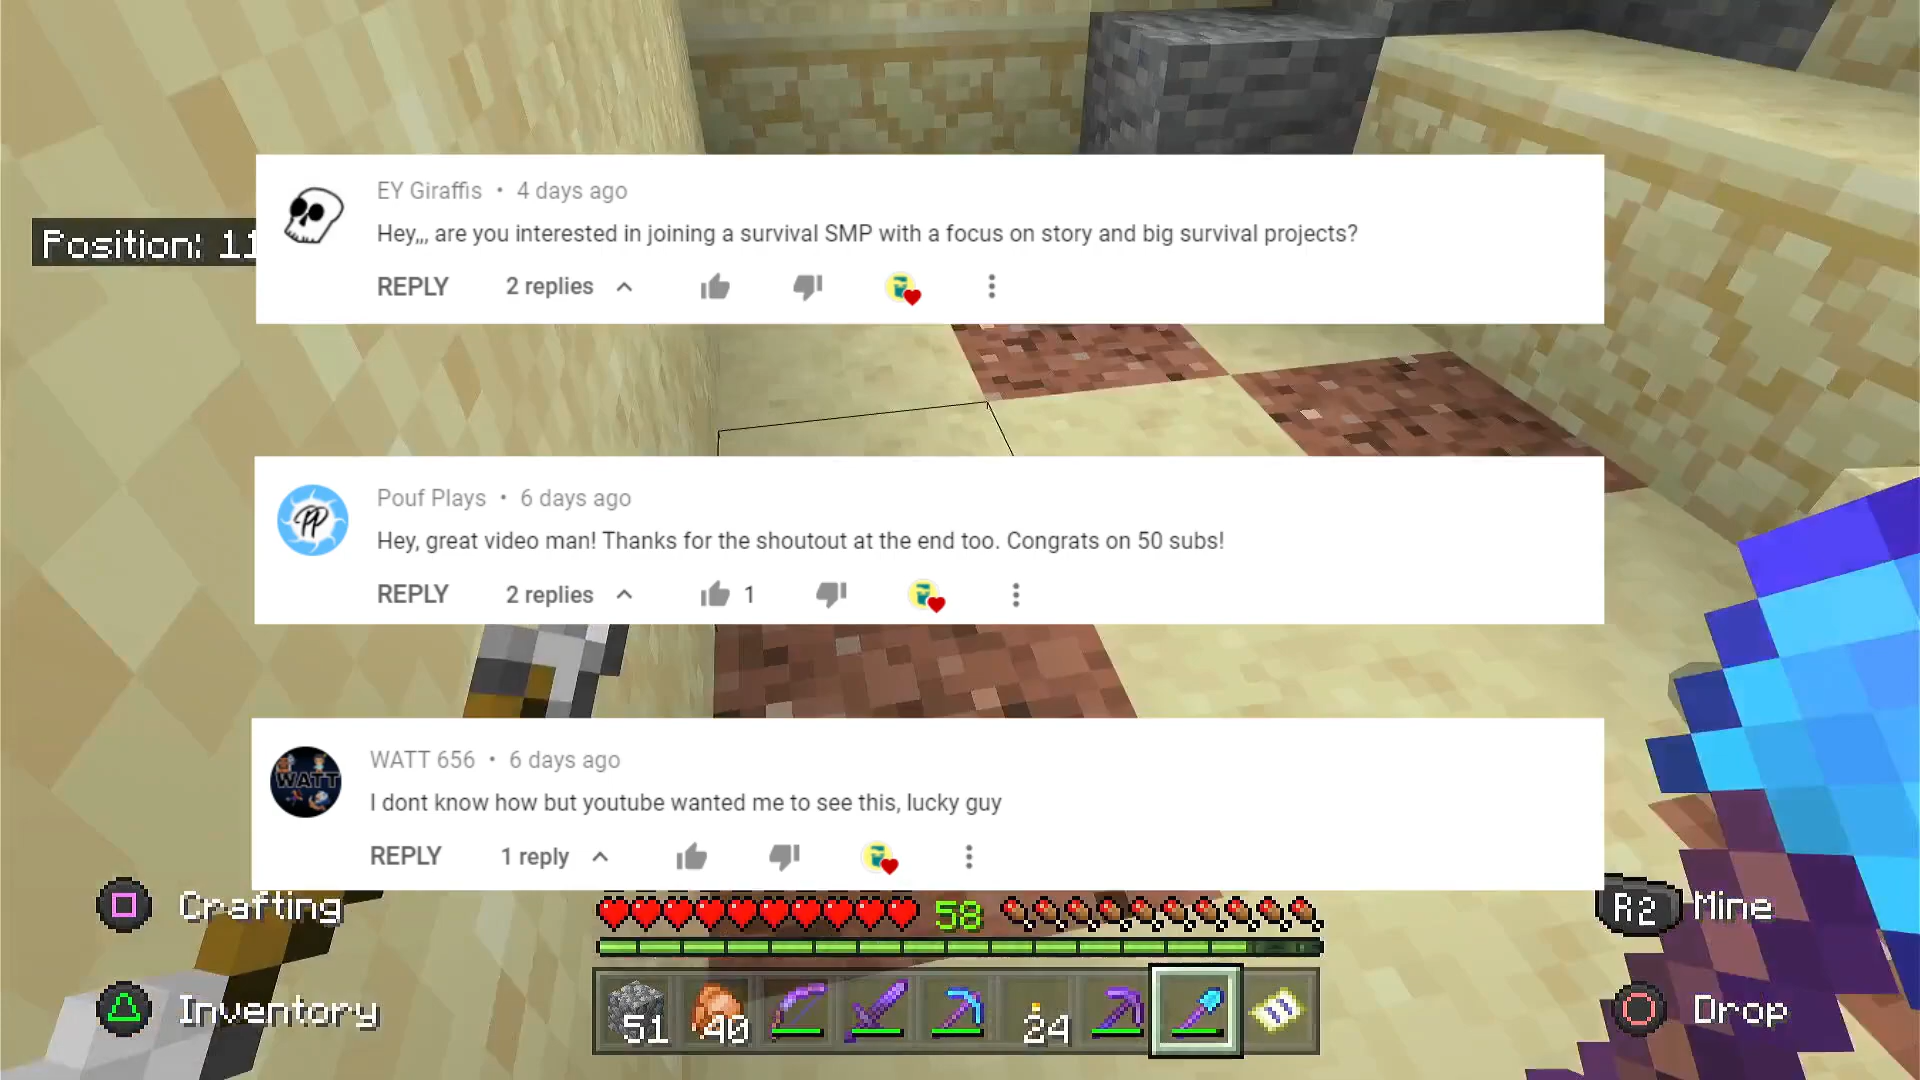 EY Giraffis • 4 days ago
Hey,,, are you interested in joining a survival SMP with a focus on story and big survival projects?
Position: 11
REPLY 2 replies
Pouf Plays • 6 days ago
PP
Hey, great video man! Thanks for the shoutout at the end too. Congrats on 50 subs!
REPLY 2 replies 1
WATT 656 • 6 days ago
WATT
I dont know how but youtube wanted me to see this, lucky guy
REPLY 1 reply
Crafting
58
R2 Mine
Inventory
51 40 24
Drop